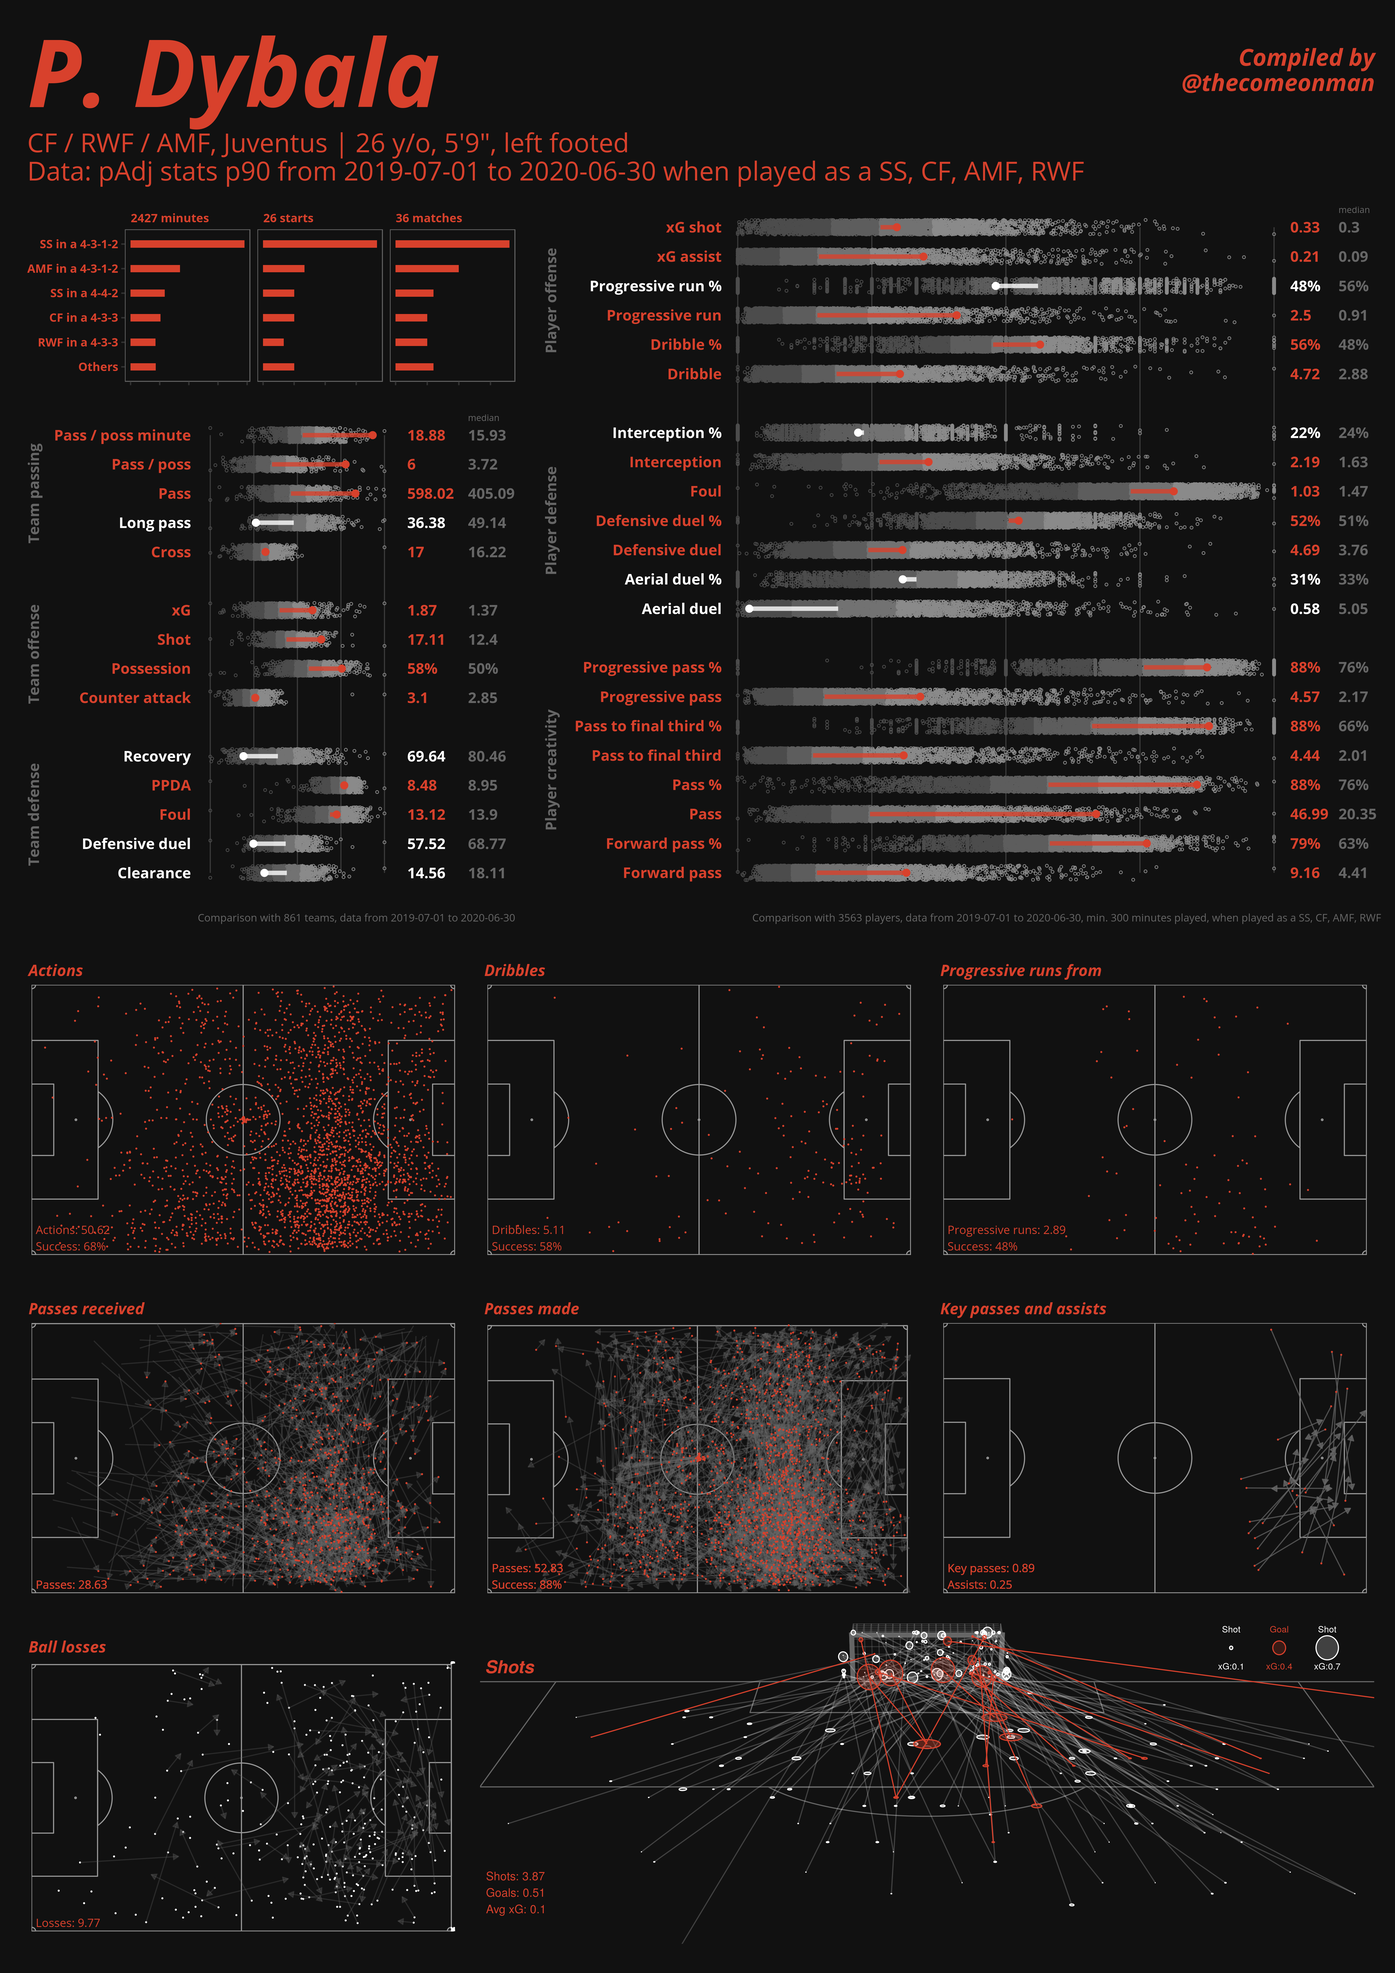 P. Dybala
Compiled by
@thecomeonman
CF / RWF / AMF, Juventus | 26 y/o, 5'9", left footed
Data: pAdj stats p90 from 2019-07-01 to 2020-06-30 when played as a SS, CF, AMF, RWF
2427 minutes 26 starts 36 matches
SS in a 4-3-1-2
AMF in a 4-3-1-2
SS in a 4-4-2
CF in a 4-3-3
RWF in a 4-3-3
Others
median
Team passing
Pass / poss minute 18.88 15.93
Pass / poss 6 3.72
Pass 598.02 405.09
Long pass 36.38 49.14
Cross 17 16.22
Team offense
xG 1.87 1.37
Shot 17.11 12.4
Possession 58% 50%
Counter attack 3.1 2.85
Team defense
Recovery 69.64 80.46
PPDA 8.48 8.95
Foul 13.12 13.9
Defensive duel 57.52 68.77
Clearance 14.56 18.11
Comparison with 861 teams, data from 2019-07-01 to 2020-06-30
median
Player offense
xG shot 0.33 0.3
xG assist 0.21 0.09
Progressive run % 48% 56%
Progressive run 2.5 0.91
Dribble % 56% 48%
Dribble 4.72 2.88
Player defense
Interception % 22% 24%
Interception 2.19 1.63
Foul 1.03 1.47
Defensive duel % 52% 51%
Defensive duel 4.69 3.76
Aerial duel % 31% 33%
Aerial duel 0.58 5.05
Player creativity
Progressive pass % 88% 76%
Progressive pass 4.57 2.17
Pass to final third % 88% 66%
Pass to final third 4.44 2.01
Pass % 88% 76%
Pass 46.99 20.35
Forward pass % 79% 63%
Forward pass 9.16 4.41
Comparison with 3563 players, data from 2019-07-01 to 2020-06-30, min. 300 minutes played, when played as a SS, CF, AMF, RWF
Actions
Actions: 50.62
Success: 68%
Dribbles
Dribbles: 5.11
Success: 58%
Progressive runs from
Progressive runs: 2.89
Success: 48%
Passes received
Passes: 28.63
Passes made
Passes: 52.83
Success: 88%
Key passes and assists
Key passes: 0.89
Assists: 0.25
Ball losses
Losses: 9.77
Shots
Shot Goal Shot
xG:0.1 xG:0.4 xG:0.7
Shots: 3.87
Goals: 0.51
Avg xG: 0.1